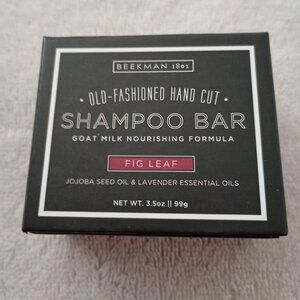 BEEKMAN 1802
• OLD-FASHIONED HAND CUT •
SHAMPOO BAR
GOAT MILK NOURISHING FORMULA
FIG LEAF
JOJOBA SEED OIL & LAVENDER ESSENTIAL OILS
NET WT. 3.5oz || 99g